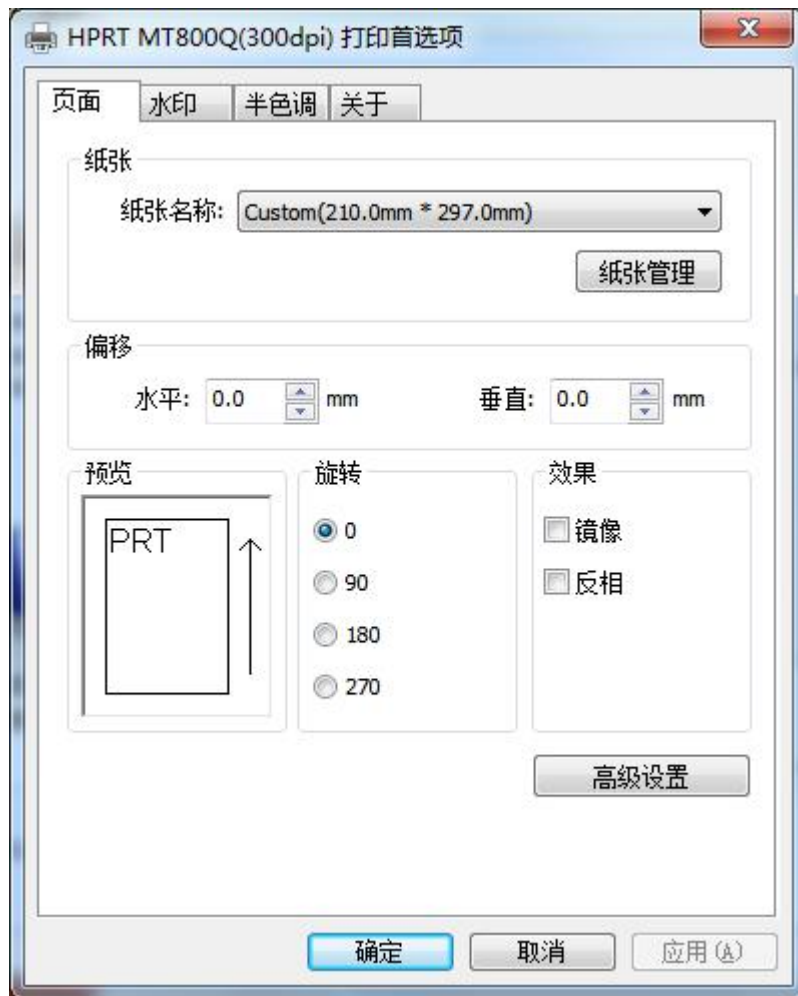 HPRT MT800Q(300dpi) 打印首选项
页面 水印 半色调 关于
纸张
纸张名称: Custom(210.0mm * 297.0mm)
纸张管理
偏移
水平: 0.0 mm 垂直: 0.0 mm
预览 旋转 效果
PRT
0 镜像
90 反相
180
270
高级设置
确定 取消 应用(A)